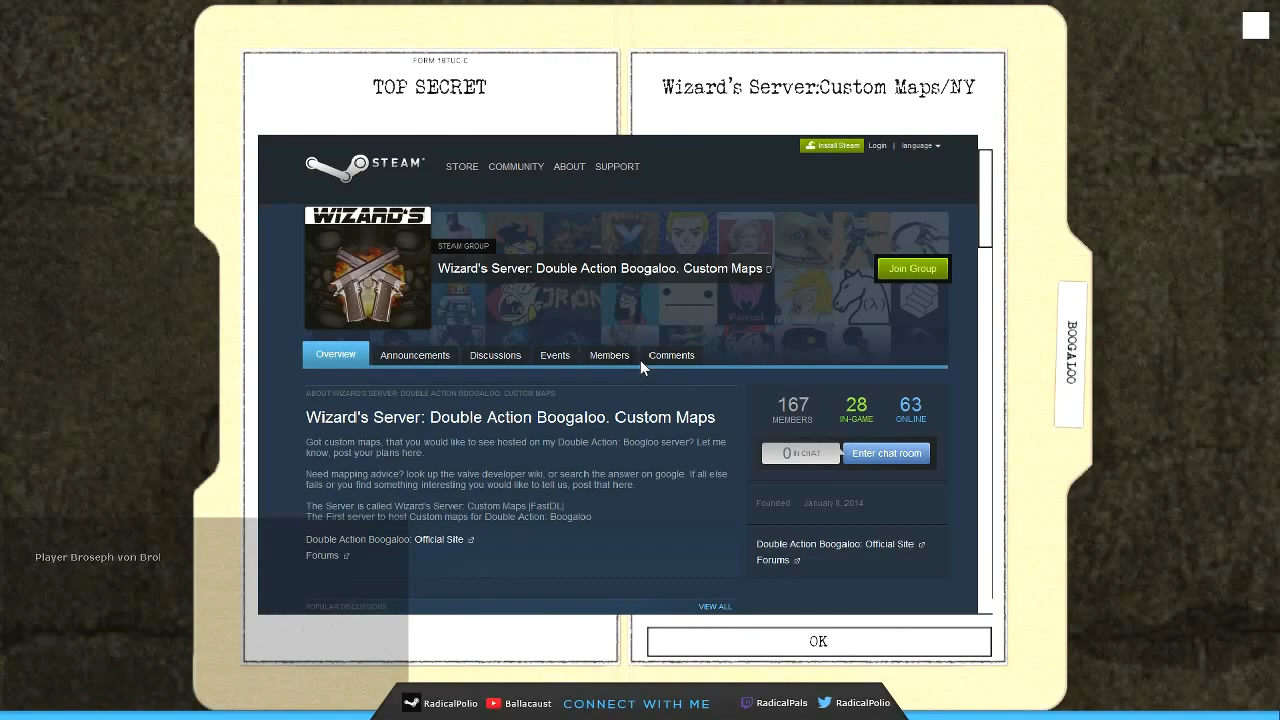 FORM 187UC-C
TOP SECRET
Wizard's Server:Custom Maps/NY
Install Steam
Login | language
STEAM
STORE COMMUNITY ABOUT SUPPORT
WIZARD'S
STEAM GROUP
Wizard's Server: Double Action Boogaloo. Custom Maps D
Join Group
Overview Announcements Discussions Events Members Comments
ABOUT WIZARD'S SERVER: DOUBLE ACTION BOOGALOO. CUSTOM MAPS
Wizard's Server: Double Action Boogaloo. Custom Maps
Got custom maps, that you would like to see hosted on my Double Action: Boogloo server? Let me
know, post your plans here.
Need mapping advice? look up the valve developer wiki, or search the answer on google. If all else
fails or you find something interesting you would like to tell us, post that here.
The Server is called Wizard's Server: Custom Maps |FastDL|
The First server to host Custom maps for Double Action: Boogaloo
Double Action Boogaloo: Official Site
Forums
POPULAR DISCUSSIONS
VIEW ALL
167 28 63
MEMBERS IN-GAME ONLINE
0 IN CHAT
Enter chat room
Founded January 8, 2014
Double Action Boogaloo: Official Site
Forums
BOOGALOO
Player Broseph von Brol
OK
RadicalPolio Ballacaust CONNECT WITH ME RadicalPals RadicalPolio